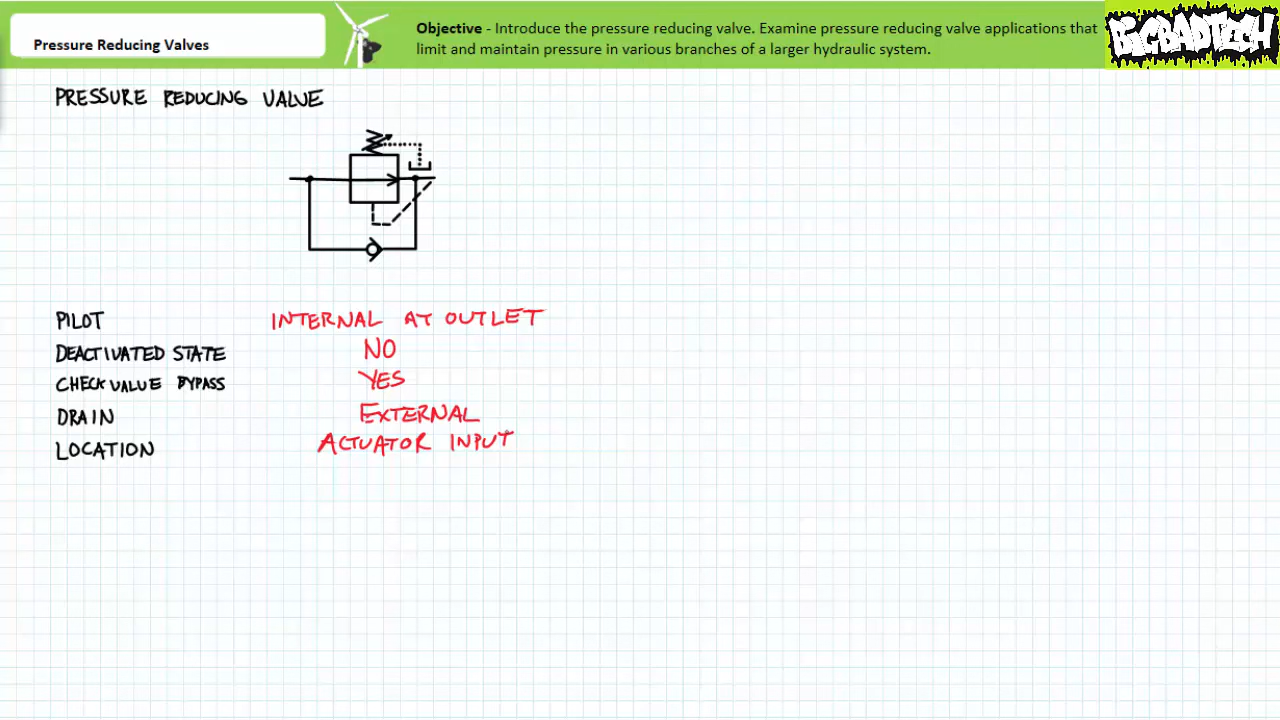 Pressure Reducing Valves
Objective - Introduce the pressure reducing valve. Examine pressure reducing valve applications that
limit and maintain pressure in various branches of a larger hydraulic system.
BIGBADTECH
PRESSURE REDUCING VALVE
PILOT INTERNAL AT OUTLET
DEACTIVATED STATE NO
CHECK VALUE BYPASS YES
DRAIN EXTERNAL
LOCATION ACTUATOR INPUT